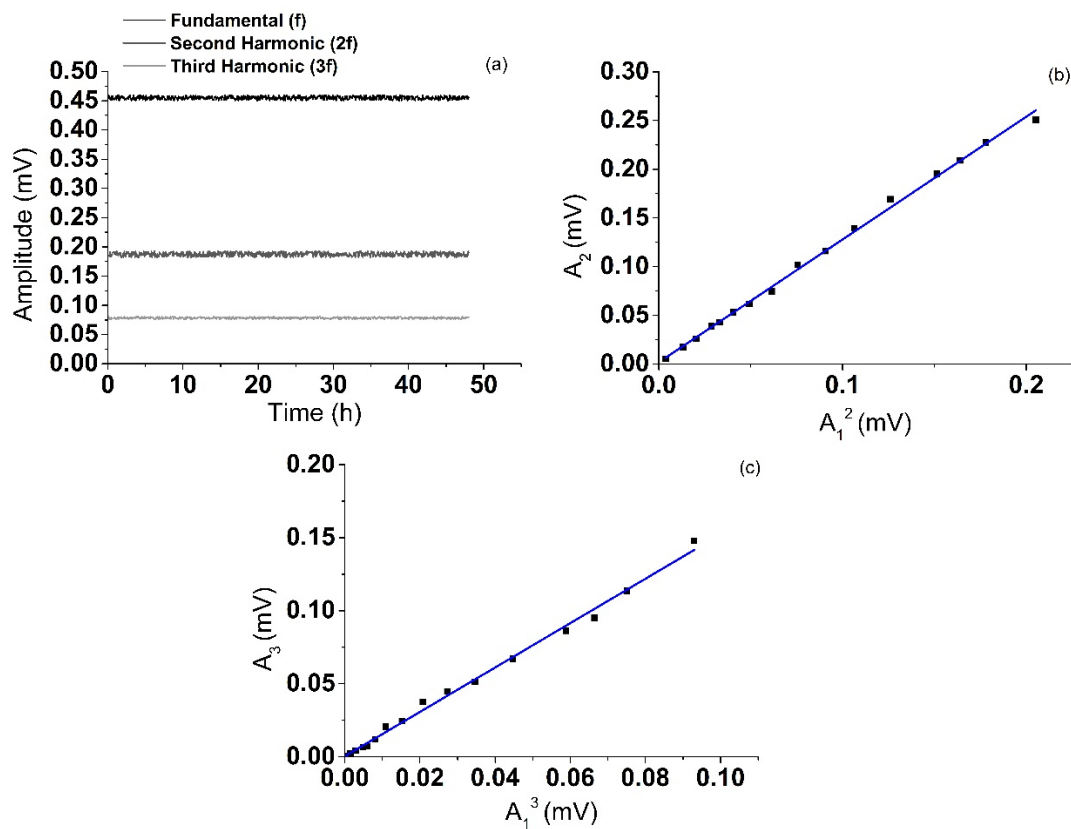 Fundamental (f)
Second Harmonic (2f)
Third Harmonic (3f)
(a)
0.50
0.45
0.40
0.35
0.30
0.25
0.20
0.15
0.10
0.05
0.00
Amplitude (mV)
0 10 20 30 40 50
Time (h)
(b)
0.30
0.25
0.20
0.15
0.10
0.05
0.00
A₂ (mV)
0.0 0.1 0.2
A₁² (mV)
(c)
0.20
0.15
0.10
0.05
0.00
A₃ (mV)
0.00 0.02 0.04 0.06 0.08 0.10
A₁³ (mV)